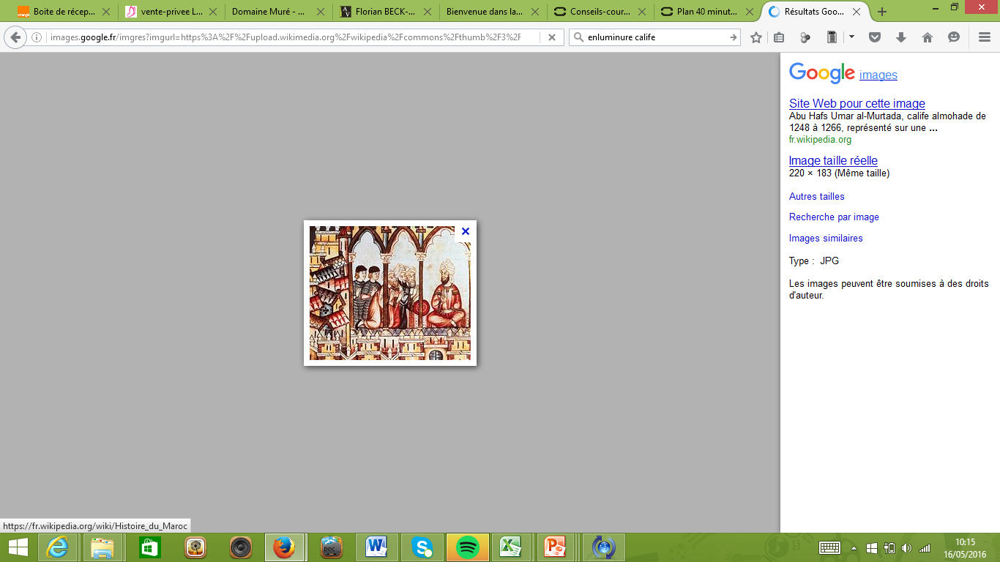 Boite de récep...
vente-privee L...
Domaine Muré - ...
Florian BECK-...
Bienvenue dans la...
Conseils-cour...
Plan 40 minut...
Résultats Goo...
images.google.fr/imgres?imgurl=https%3A%2F%2Fupload.wikimedia.org%2Fwikipedia%2Fcommons%2Fthumb%2F3%2F
enluminure calife
Google images
Site Web pour cette image
Abu Hafs Umar al-Murtada, calife almohade de
1248 à 1266, représenté sur une ...
fr.wikipedia.org
Image taille réelle
220 × 183 (Même taille)
Autres tailles
Recherche par image
Images similaires
Type : JPG
Les images peuvent être soumises à des droits
d'auteur.
https://fr.wikipedia.org/wiki/Histoire_du_Maroc
10:15
16/05/2016